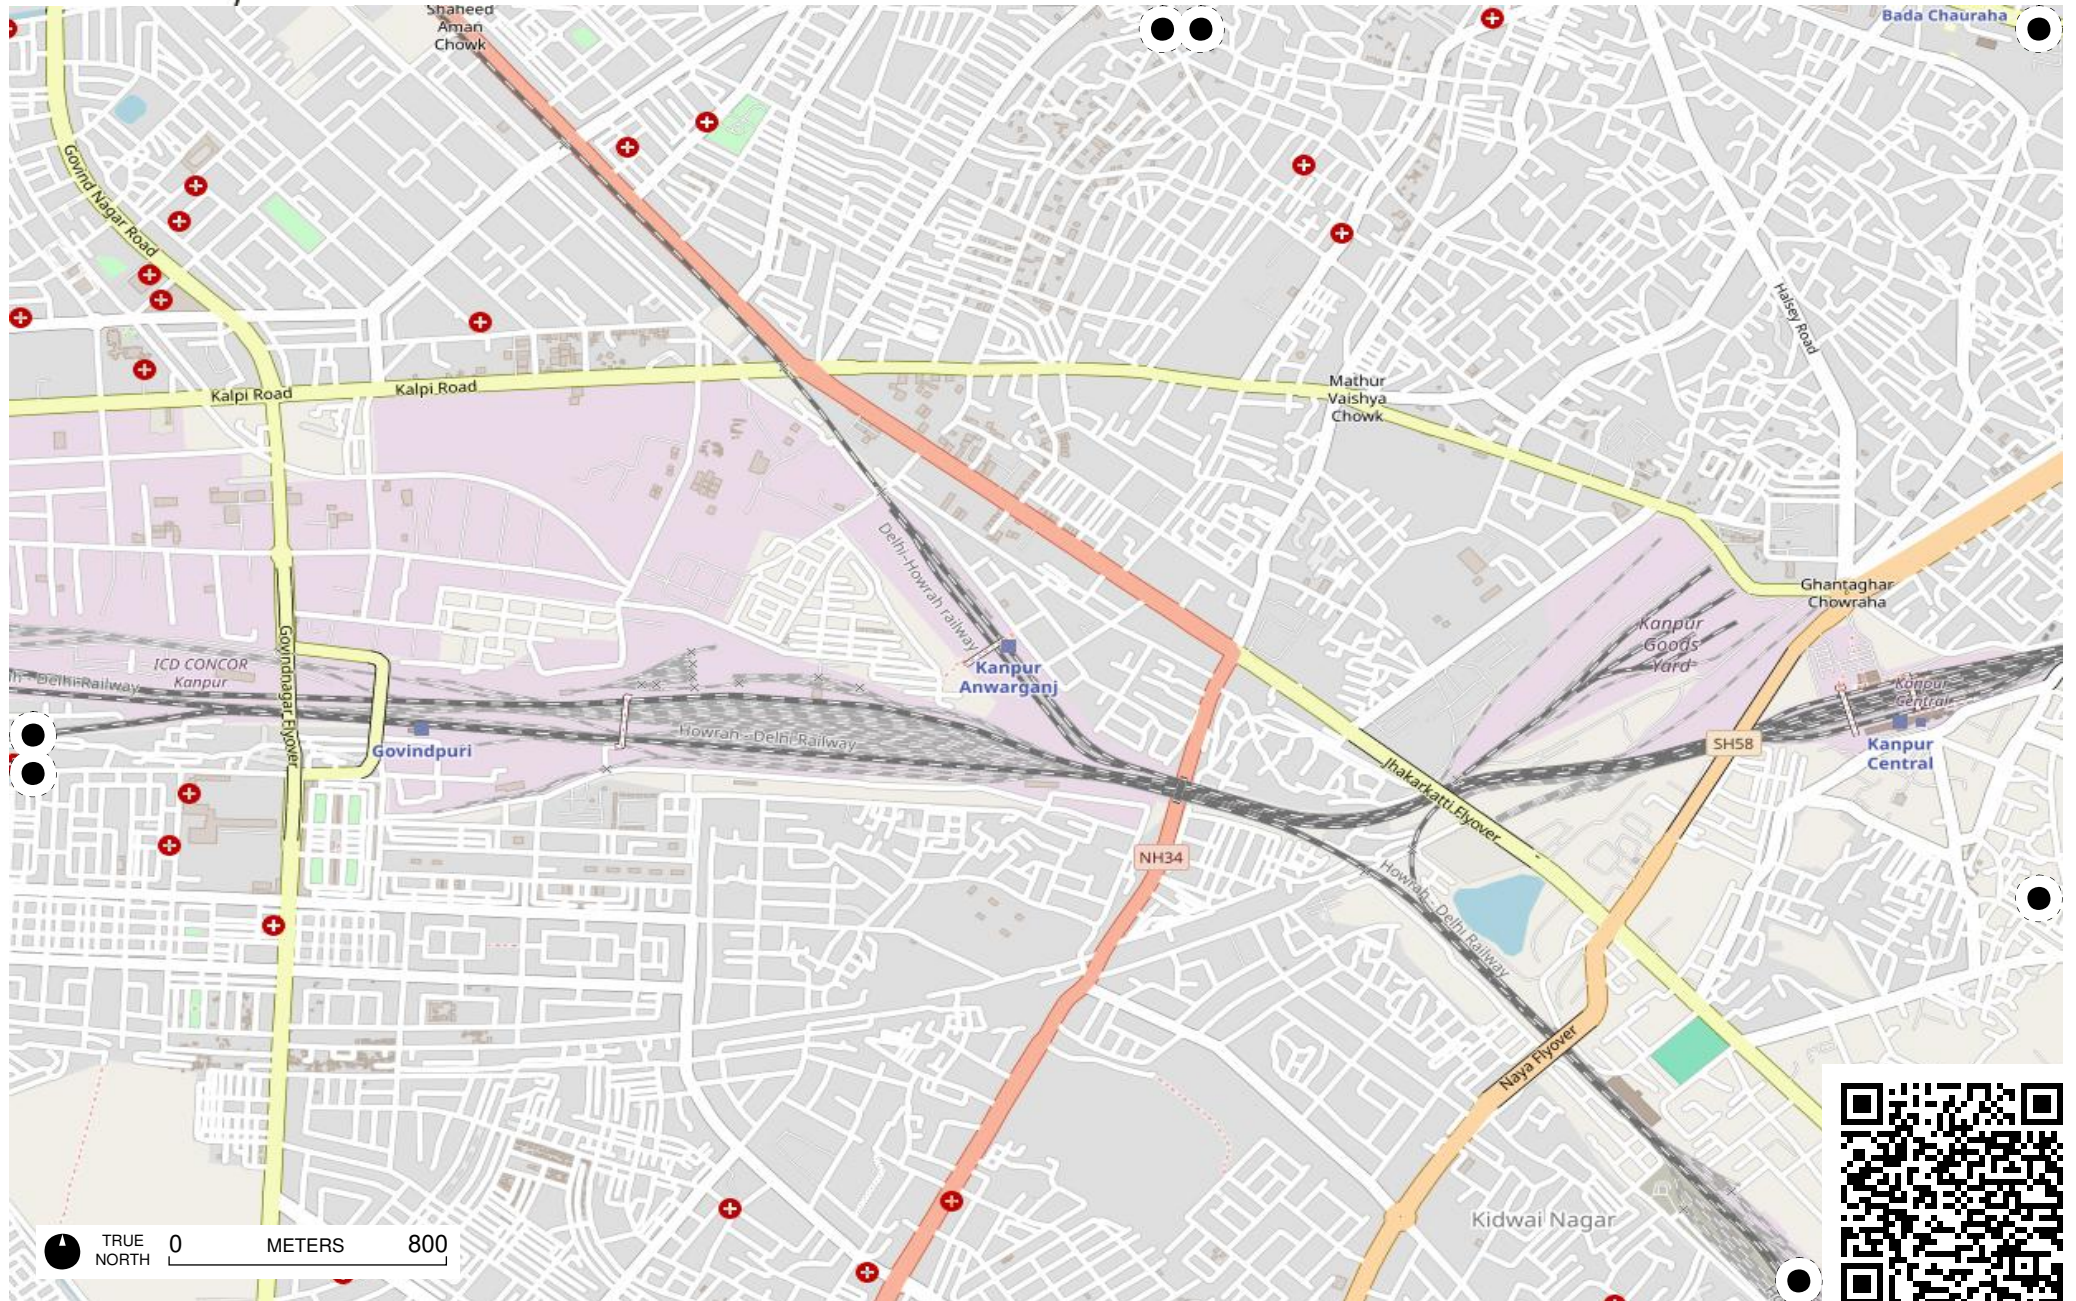 Shaheed
Aman
Chowk
Bada Chauraha
Govind Nagar Road
Halsey Road
Kalpi Road
Kalpi Road
Mathur
Vaishya
Chowk
Delhi-Howrah railway
Ghantaghar
Chowraha
Kanpur
Goods
Yard
Govindnagar Flyover
ICD CONCOR
Kanpur
- Delhi Railway
Kanpur
Anwarganj
Kanpur
Central
Howrah - Delhi Railway
Govindpuri
SH58
Kanpur
Central
Jhakarkatti Flyover
NH34
Howrah - Delhi Railway
Naya Flyover
Kidwai Nagar
TRUE
NORTH
0 METERS 800